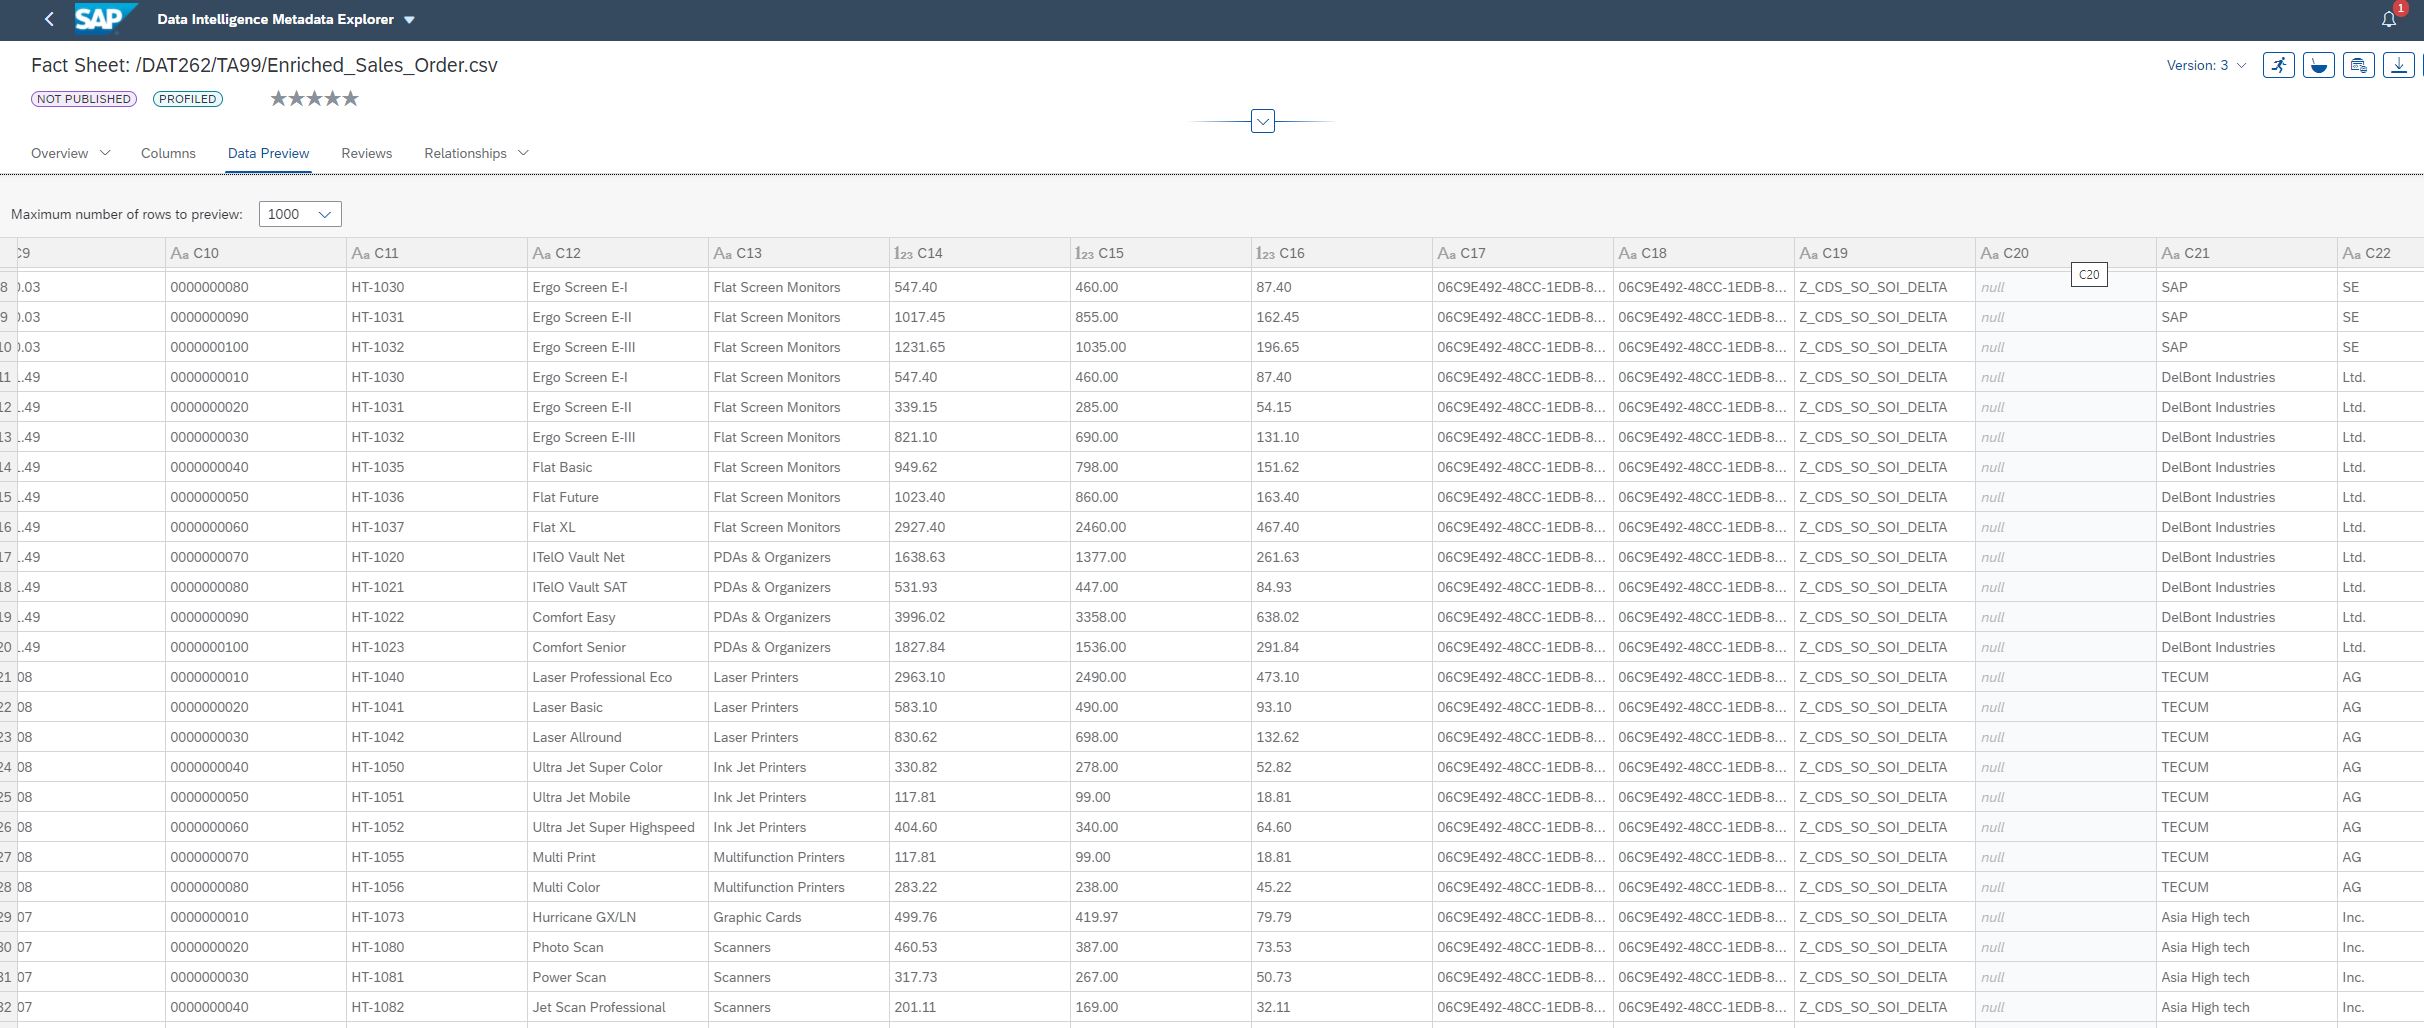 SAP Data Intelligence Metadata Explorer 1
Fact Sheet: /DAT262/TA99/Enriched_Sales_Order.csv Version: 3
NOT PUBLISHED PROFILED
Overview Columns Data Preview Reviews Relationships
Maximum number of rows to preview: 1000
C9 Aa C10 Aa C11 Aa C12 Aa C13 123 C14 123 C15 123 C16 Aa C17 Aa C18 Aa C19 Aa C20 Aa C21 Aa C22
C20
8 0.03 0000000080 HT-1030 Ergo Screen E-I Flat Screen Monitors 547.40 460.00 87.40 06C9E492-48CC-1EDB-8... 06C9E492-48CC-1EDB-8... Z_CDS_SO_SOI_DELTA null SAP SE
9 0.03 0000000090 HT-1031 Ergo Screen E-II Flat Screen Monitors 1017.45 855.00 162.45 06C9E492-48CC-1EDB-8... 06C9E492-48CC-1EDB-8... Z_CDS_SO_SOI_DELTA null SAP SE
10 0.03 0000000100 HT-1032 Ergo Screen E-III Flat Screen Monitors 1231.65 1035.00 196.65 06C9E492-48CC-1EDB-8... 06C9E492-48CC-1EDB-8... Z_CDS_SO_SOI_DELTA null SAP SE
11 .49 0000000010 HT-1030 Ergo Screen E-I Flat Screen Monitors 547.40 460.00 87.40 06C9E492-48CC-1EDB-8... 06C9E492-48CC-1EDB-8... Z_CDS_SO_SOI_DELTA null DelBont Industries Ltd.
12 .49 0000000020 HT-1031 Ergo Screen E-II Flat Screen Monitors 339.15 285.00 54.15 06C9E492-48CC-1EDB-8... 06C9E492-48CC-1EDB-8... Z_CDS_SO_SOI_DELTA null DelBont Industries Ltd.
13 .49 0000000030 HT-1032 Ergo Screen E-III Flat Screen Monitors 821.10 690.00 131.10 06C9E492-48CC-1EDB-8... 06C9E492-48CC-1EDB-8... Z_CDS_SO_SOI_DELTA null DelBont Industries Ltd.
14 .49 0000000040 HT-1035 Flat Basic Flat Screen Monitors 949.62 798.00 151.62 06C9E492-48CC-1EDB-8... 06C9E492-48CC-1EDB-8... Z_CDS_SO_SOI_DELTA null DelBont Industries Ltd.
15 .49 0000000050 HT-1036 Flat Future Flat Screen Monitors 1023.40 860.00 163.40 06C9E492-48CC-1EDB-8... 06C9E492-48CC-1EDB-8... Z_CDS_SO_SOI_DELTA null DelBont Industries Ltd.
16 .49 0000000060 HT-1037 Flat XL Flat Screen Monitors 2927.40 2460.00 467.40 06C9E492-48CC-1EDB-8... 06C9E492-48CC-1EDB-8... Z_CDS_SO_SOI_DELTA null DelBont Industries Ltd.
17 .49 0000000070 HT-1020 ITelO Vault Net PDAs & Organizers 1638.63 1377.00 261.63 06C9E492-48CC-1EDB-8... 06C9E492-48CC-1EDB-8... Z_CDS_SO_SOI_DELTA null DelBont Industries Ltd.
18 .49 0000000080 HT-1021 ITelO Vault SAT PDAs & Organizers 531.93 447.00 84.93 06C9E492-48CC-1EDB-8... 06C9E492-48CC-1EDB-8... Z_CDS_SO_SOI_DELTA null DelBont Industries Ltd.
19 .49 0000000090 HT-1022 Comfort Easy PDAs & Organizers 3996.02 3358.00 638.02 06C9E492-48CC-1EDB-8... 06C9E492-48CC-1EDB-8... Z_CDS_SO_SOI_DELTA null DelBont Industries Ltd.
20 .49 0000000100 HT-1023 Comfort Senior PDAs & Organizers 1827.84 1536.00 291.84 06C9E492-48CC-1EDB-8... 06C9E492-48CC-1EDB-8... Z_CDS_SO_SOI_DELTA null DelBont Industries Ltd.
21 08 0000000010 HT-1040 Laser Professional Eco Laser Printers 2963.10 2490.00 473.10 06C9E492-48CC-1EDB-8... 06C9E492-48CC-1EDB-8... Z_CDS_SO_SOI_DELTA null TECUM AG
22 08 0000000020 HT-1041 Laser Basic Laser Printers 583.10 490.00 93.10 06C9E492-48CC-1EDB-8... 06C9E492-48CC-1EDB-8... Z_CDS_SO_SOI_DELTA null TECUM AG
23 08 0000000030 HT-1042 Laser Allround Laser Printers 830.62 698.00 132.62 06C9E492-48CC-1EDB-8... 06C9E492-48CC-1EDB-8... Z_CDS_SO_SOI_DELTA null TECUM AG
24 08 0000000040 HT-1050 Ultra Jet Super Color Ink Jet Printers 330.82 278.00 52.82 06C9E492-48CC-1EDB-8... 06C9E492-48CC-1EDB-8... Z_CDS_SO_SOI_DELTA null TECUM AG
25 08 0000000050 HT-1051 Ultra Jet Mobile Ink Jet Printers 117.81 99.00 18.81 06C9E492-48CC-1EDB-8... 06C9E492-48CC-1EDB-8... Z_CDS_SO_SOI_DELTA null TECUM AG
26 08 0000000060 HT-1052 Ultra Jet Super Highspeed Ink Jet Printers 404.60 340.00 64.60 06C9E492-48CC-1EDB-8... 06C9E492-48CC-1EDB-8... Z_CDS_SO_SOI_DELTA null TECUM AG
27 08 0000000070 HT-1055 Multi Print Multifunction Printers 117.81 99.00 18.81 06C9E492-48CC-1EDB-8... 06C9E492-48CC-1EDB-8... Z_CDS_SO_SOI_DELTA null TECUM AG
28 08 0000000080 HT-1056 Multi Color Multifunction Printers 283.22 238.00 45.22 06C9E492-48CC-1EDB-8... 06C9E492-48CC-1EDB-8... Z_CDS_SO_SOI_DELTA null TECUM AG
29 07 0000000010 HT-1073 Hurricane GX/LN Graphic Cards 499.76 419.97 79.79 06C9E492-48CC-1EDB-8... 06C9E492-48CC-1EDB-8... Z_CDS_SO_SOI_DELTA null Asia High tech Inc.
30 07 0000000020 HT-1080 Photo Scan Scanners 460.53 387.00 73.53 06C9E492-48CC-1EDB-8... 06C9E492-48CC-1EDB-8... Z_CDS_SO_SOI_DELTA null Asia High tech Inc.
31 07 0000000030 HT-1081 Power Scan Scanners 317.73 267.00 50.73 06C9E492-48CC-1EDB-8... 06C9E492-48CC-1EDB-8... Z_CDS_SO_SOI_DELTA null Asia High tech Inc.
32 07 0000000040 HT-1082 Jet Scan Professional Scanners 201.11 169.00 32.11 06C9E492-48CC-1EDB-8... 06C9E492-48CC-1EDB-8... Z_CDS_SO_SOI_DELTA null Asia High tech Inc.